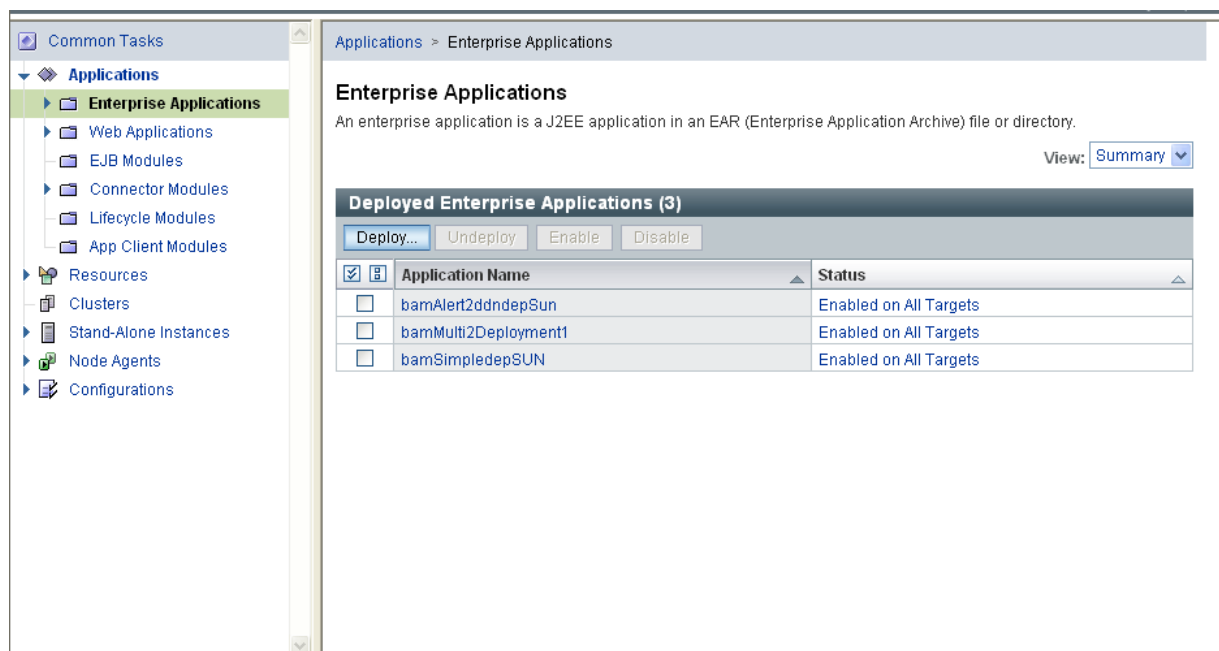 Common Tasks
Applications
Enterprise Applications
Web Applications
EJB Modules
Connector Modules
Lifecycle Modules
App Client Modules
Resources
Clusters
Stand-Alone Instances
Node Agents
Configurations
Applications > Enterprise Applications
Enterprise Applications
An enterprise application is a J2EE application in an EAR (Enterprise Application Archive) file or directory.
View: Summary
Deployed Enterprise Applications (3)
Deploy... Undeploy Enable Disable
Application Name Status
bamAlert2ddndepSun Enabled on All Targets
bamMulti2Deployment1 Enabled on All Targets
bamSimpledepSUN Enabled on All Targets